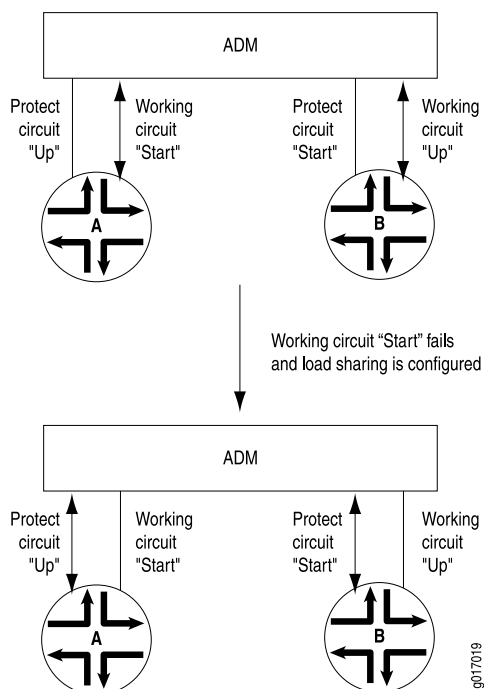 ADM
Protect
circuit
"Up"
Working
circuit
"Start"
Protect
circuit
"Start"
Working
circuit
"Up"
A
B
Working circuit “Start” fails
and load sharing is configured
ADM
Protect
circuit
"Up"
Working
circuit
"Start"
Protect
circuit
"Start"
Working
circuit
"Up"
A
B
g017019